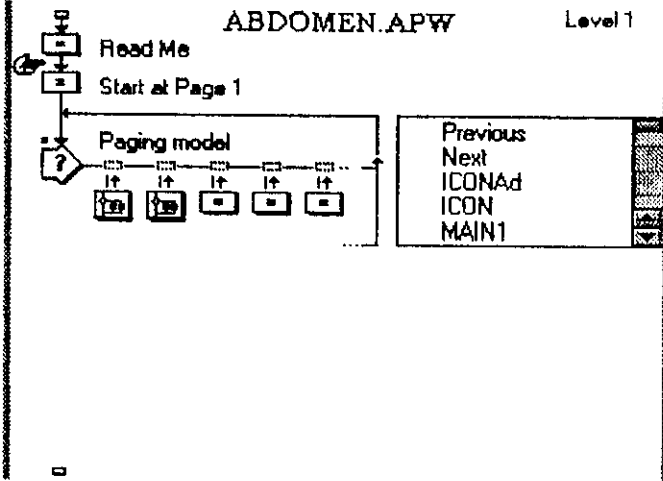 ABDOMEN.APW
Level 1
Read Me
Start at Page 1
Paging model
?
Previous
Next
ICONAd
ICON
MAIN1